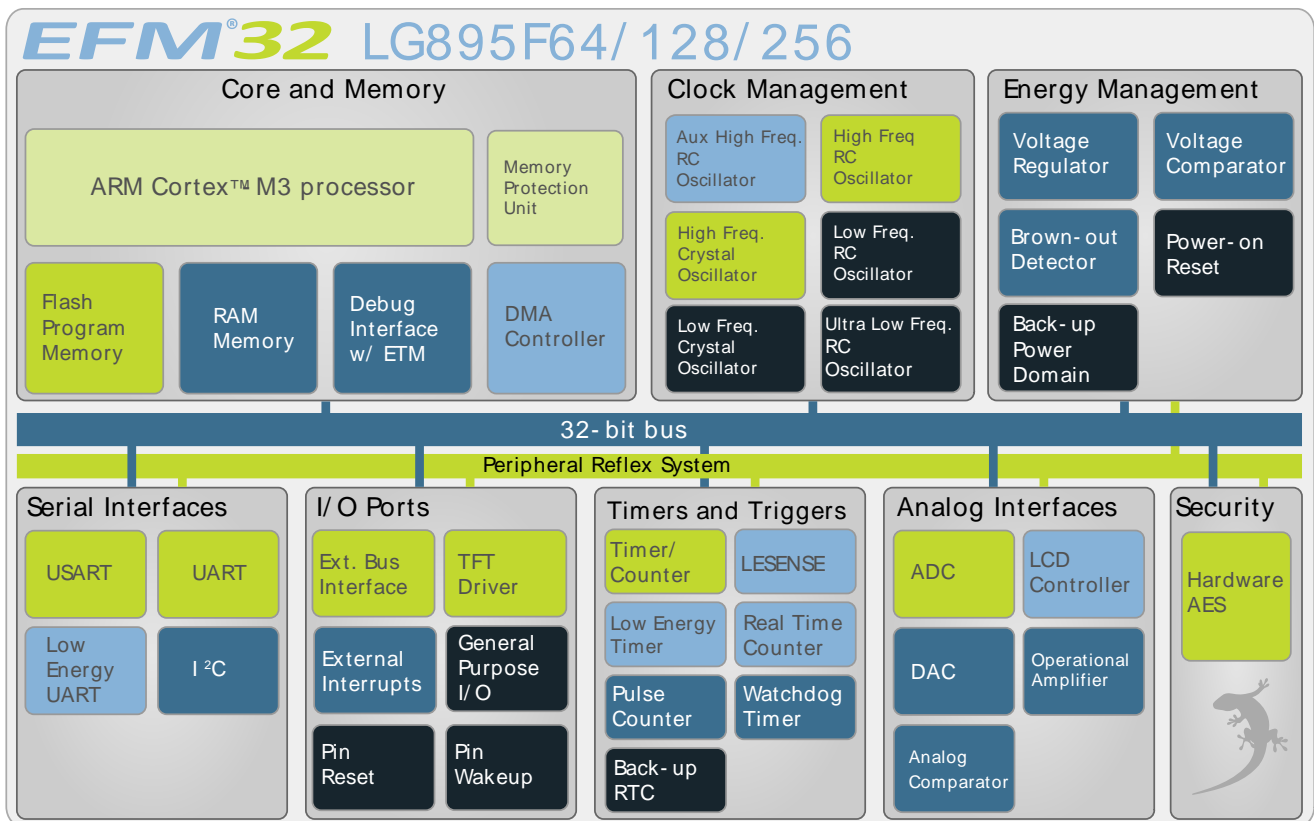 EFM®32 LG895F64/128/256
Core and Memory
ARM Cortex™ M3 processor
Memory
Protection
Unit
Flash
Program
Memory
RAM
Memory
Debug
Interface
w/ ETM
DMA
Controller
Clock Management
Aux High Freq.
RC
Oscillator
High Freq
RC
Oscillator
High Freq.
Crystal
Oscillator
Low Freq.
RC
Oscillator
Low Freq.
Crystal
Oscillator
Ultra Low Freq.
RC
Oscillator
Energy Management
Voltage
Regulator
Voltage
Comparator
Brown-out
Detector
Power-on
Reset
Back-up
Power
Domain
32-bit bus
Peripheral Reflex System
Serial Interfaces
USART
UART
Low
Energy
UART
I²C
I/O Ports
Ext. Bus
Interface
TFT
Driver
External
Interrupts
General
Purpose
I/O
Pin
Reset
Pin
Wakeup
Timers and Triggers
Timer/
Counter
LESENSE
Low Energy
Timer
Real Time
Counter
Pulse
Counter
Watchdog
Timer
Back-up
RTC
Analog Interfaces
ADC
LCD
Controller
DAC
Operational
Amplifier
Analog
Comparator
Security
Hardware
AES